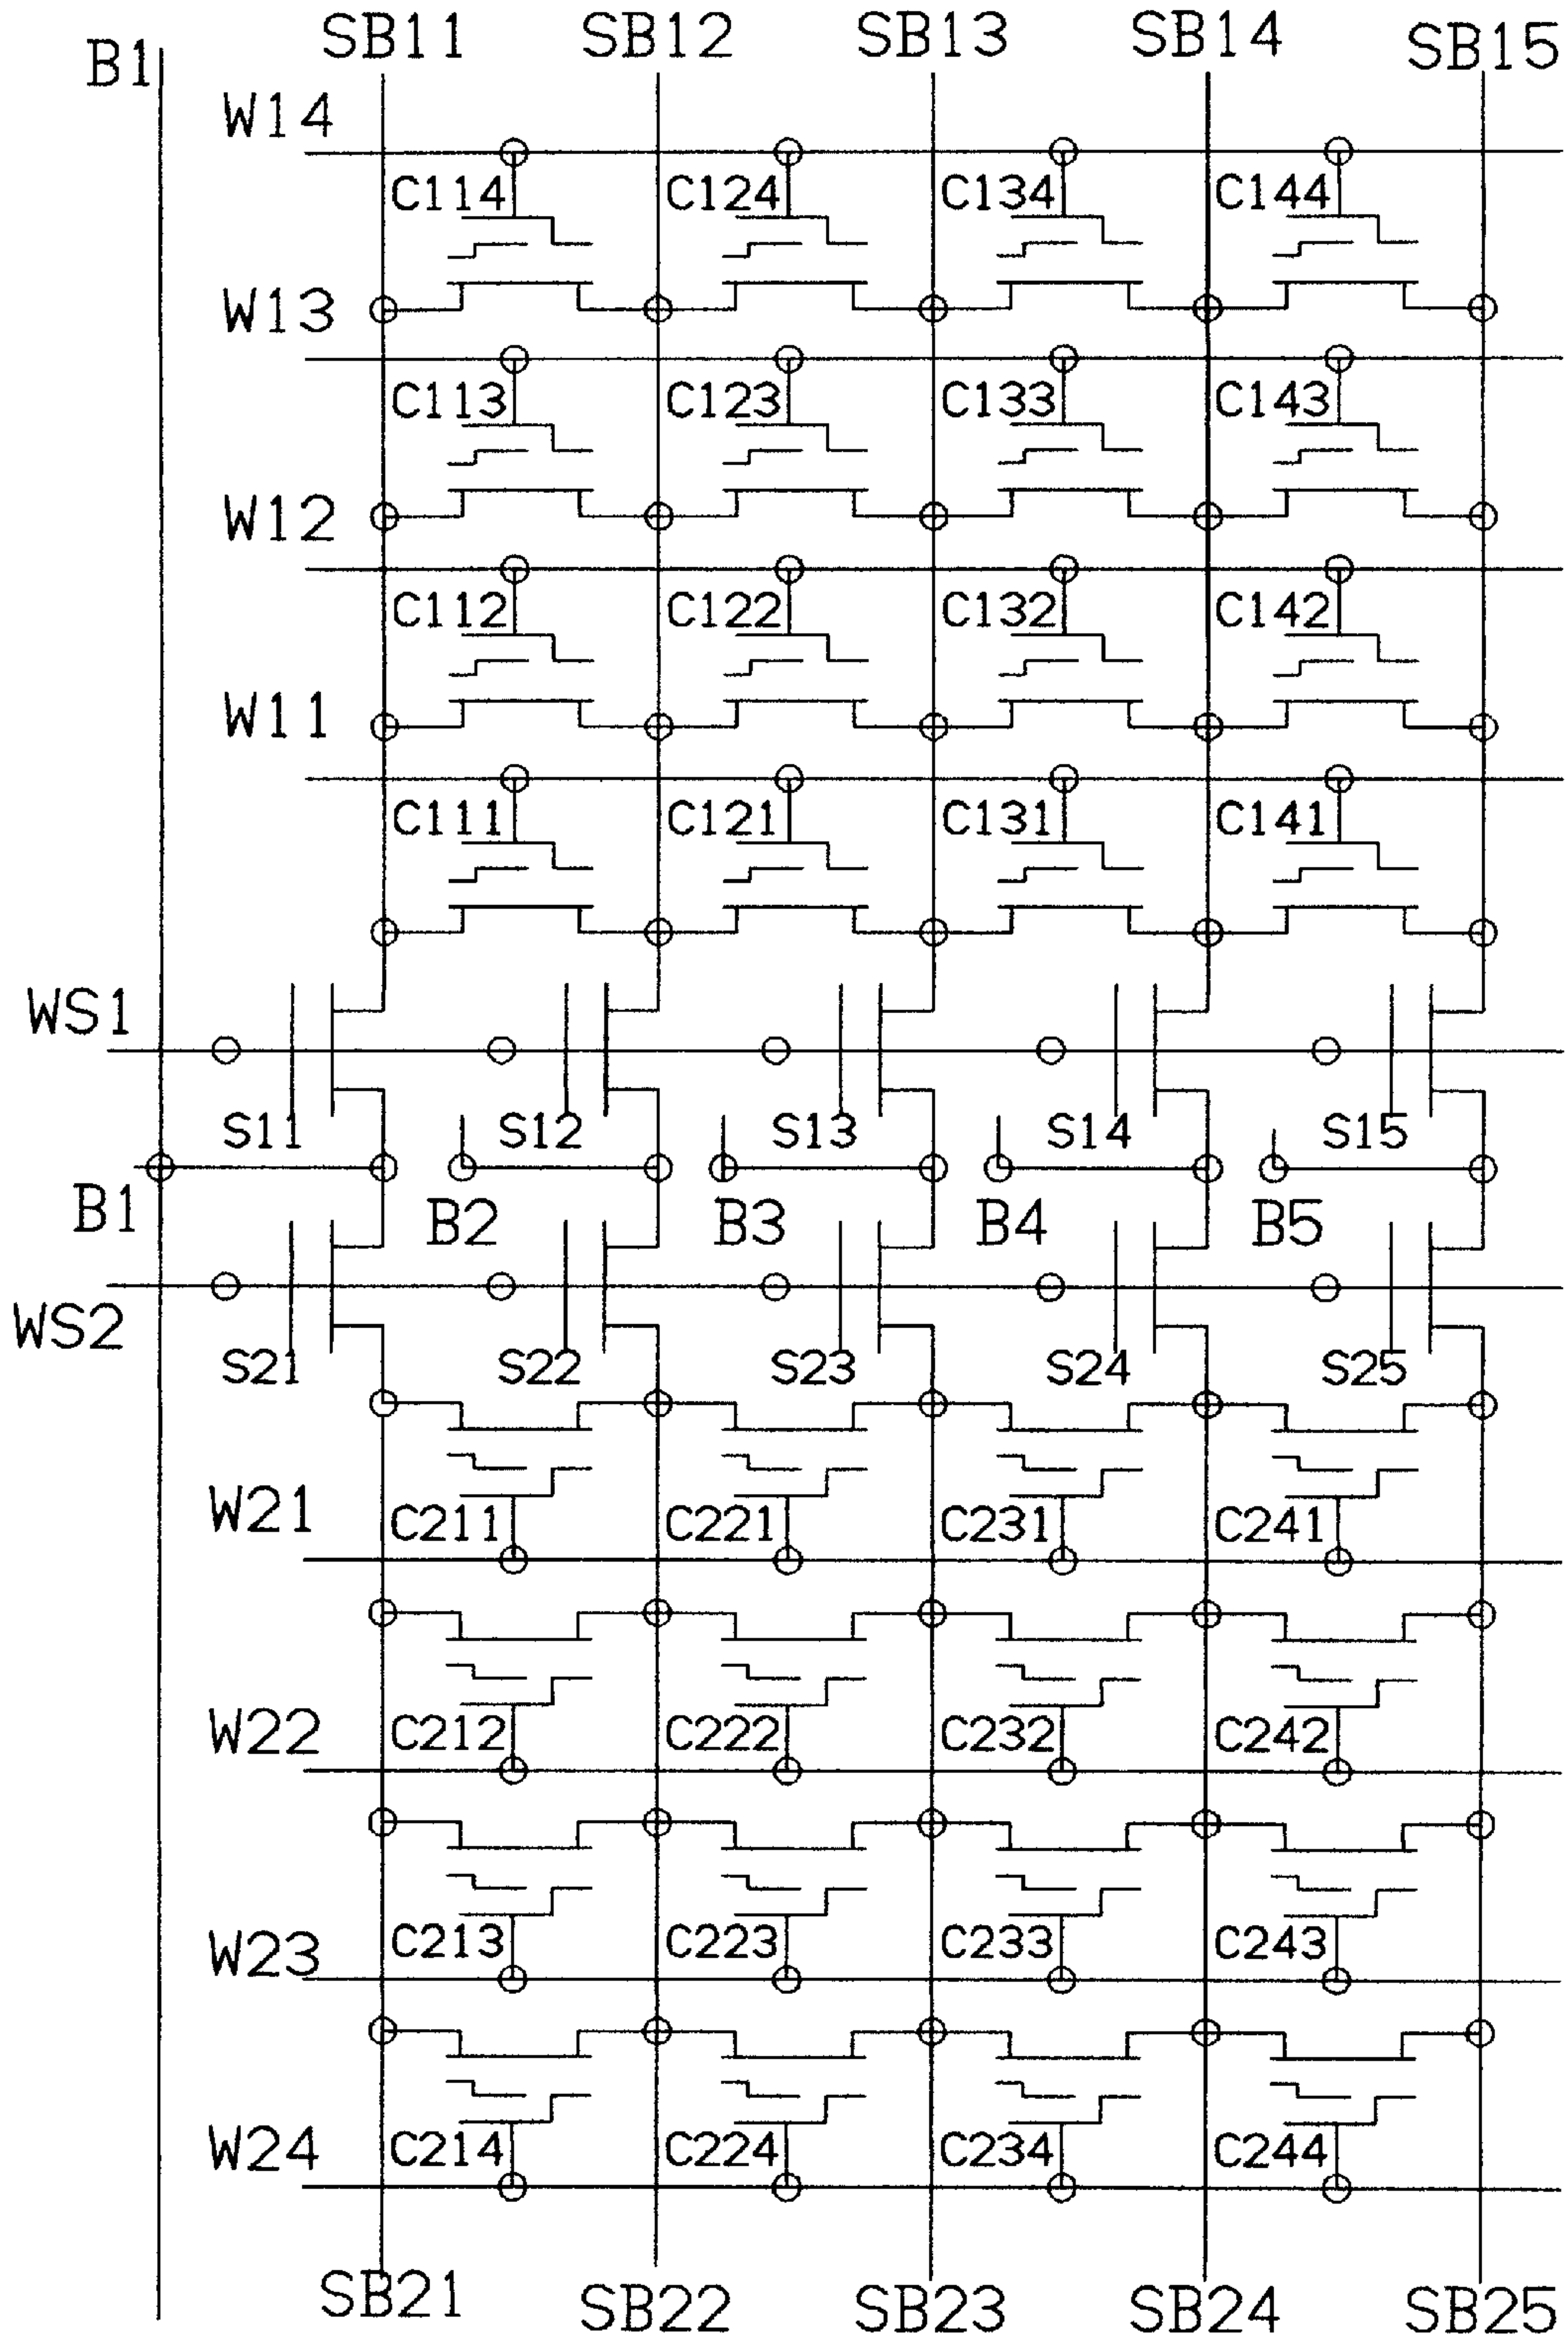 B1 SB11 SB12 SB13 SB14 SB15
W14
C114 C124 C134 C144
W13
C113 C123 C133 C143
W12
C112 C122 C132 C142
W11
C111 C121 C131 C141
WS1
S11 S12 S13 S14 S15
B1 B2 B3 B4 B5
WS2
S21 S22 S23 S24 S25
W21
C211 C221 C231 C241
W22
C212 C222 C232 C242
W23
C213 C223 C233 C243
W24
C214 C224 C234 C244
SB21 SB22 SB23 SB24 SB25